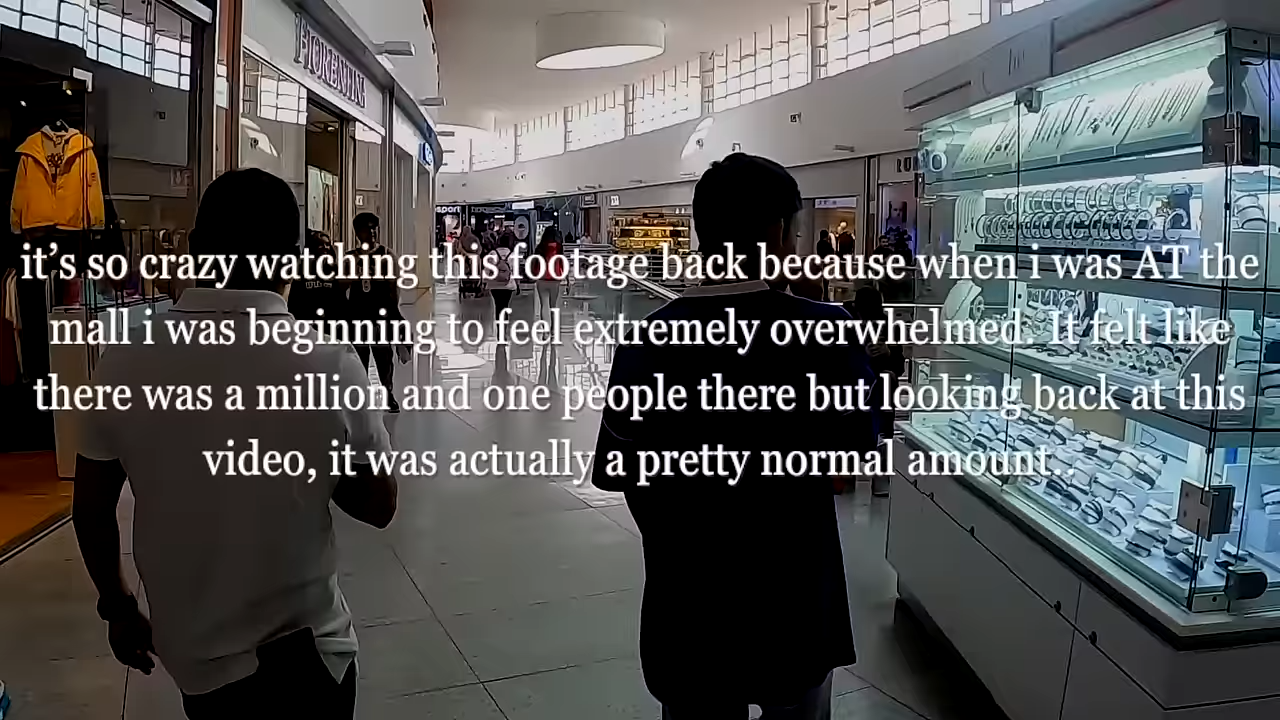 FIORENTINA
sport
it's so crazy watching this footage back because when i was AT the
mall i was beginning to feel extremely overwhelmed. It felt like
there was a million and one people there but looking back at this
video, it was actually a pretty normal amount..